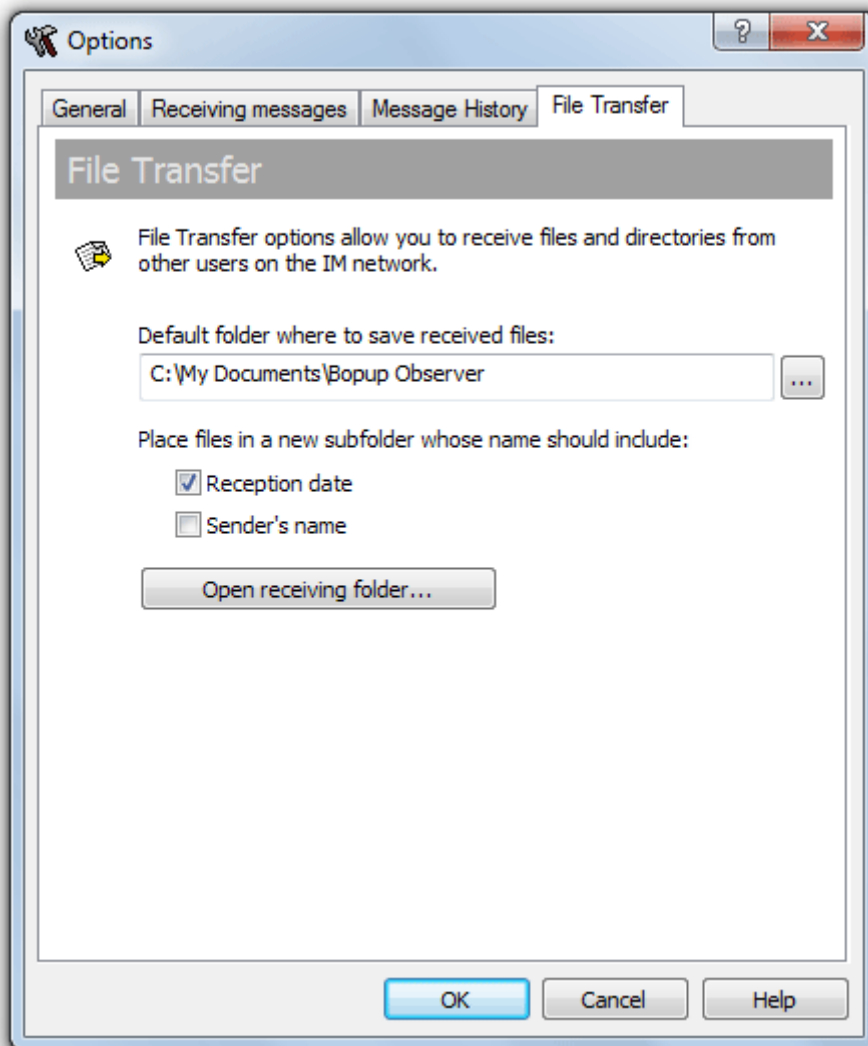 Options
General Receiving messages Message History File Transfer
File Transfer
File Transfer options allow you to receive files and directories from
other users on the IM network.
Default folder where to save received files:
C:\My Documents\Bopup Observer
...
Place files in a new subfolder whose name should include:
Reception date
Sender's name
Open receiving folder...
OK Cancel Help